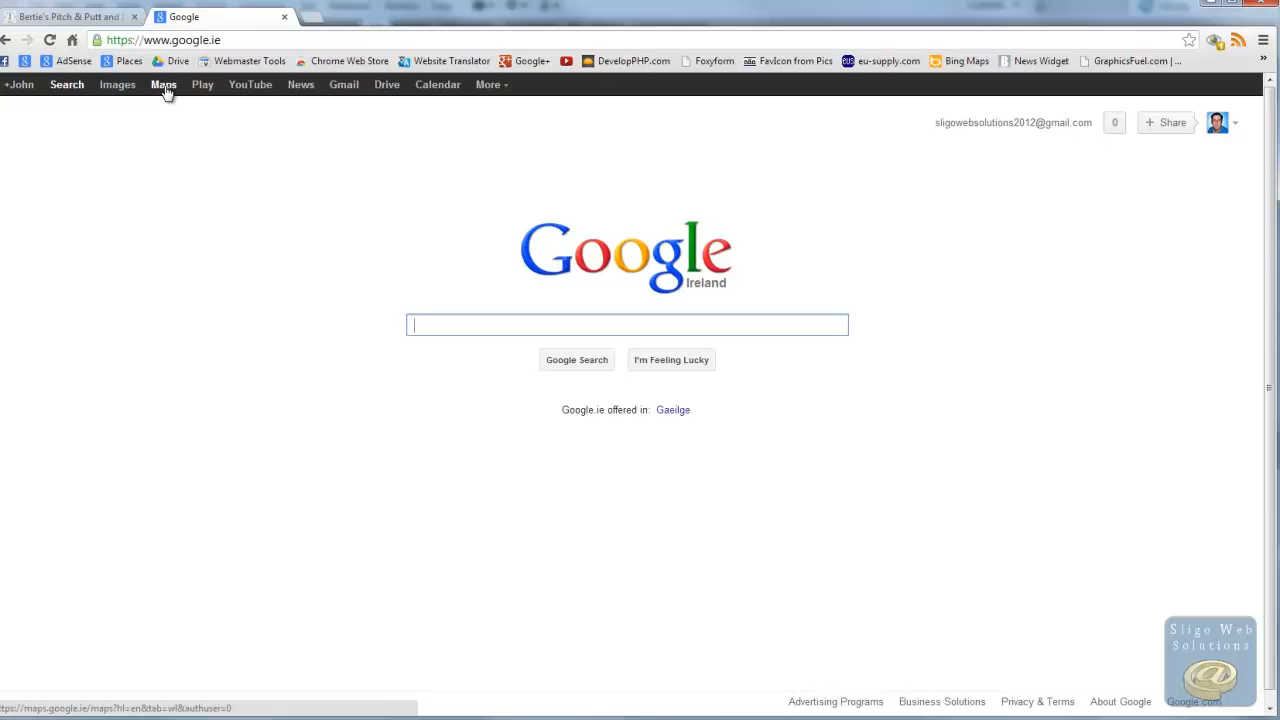 Bertie's Pitch & Putt and
Google
https://www.google.ie
AdSense
Places
Drive
Webmaster Tools
Chrome Web Store
Website Translator
Google+
DevelopPHP.com
Foxyform
FavIcon from Pics
eu-supply.com
Bing Maps
News Widget
GraphicsFuel.com | ...
+John
Search
Images
Maps
Play
YouTube
News
Gmail
Drive
Calendar
More
sligowebsolutions2012@gmail.com
0
+ Share
Google
Ireland
Google Search
I'm Feeling Lucky
Google.ie offered in: Gaeilge
Sligo Web
Solutions
Advertising Programs
Business Solutions
Privacy & Terms
About Google
Google.com
ttps://maps.google.ie/maps?hl=en&tab=wl&authuser=0